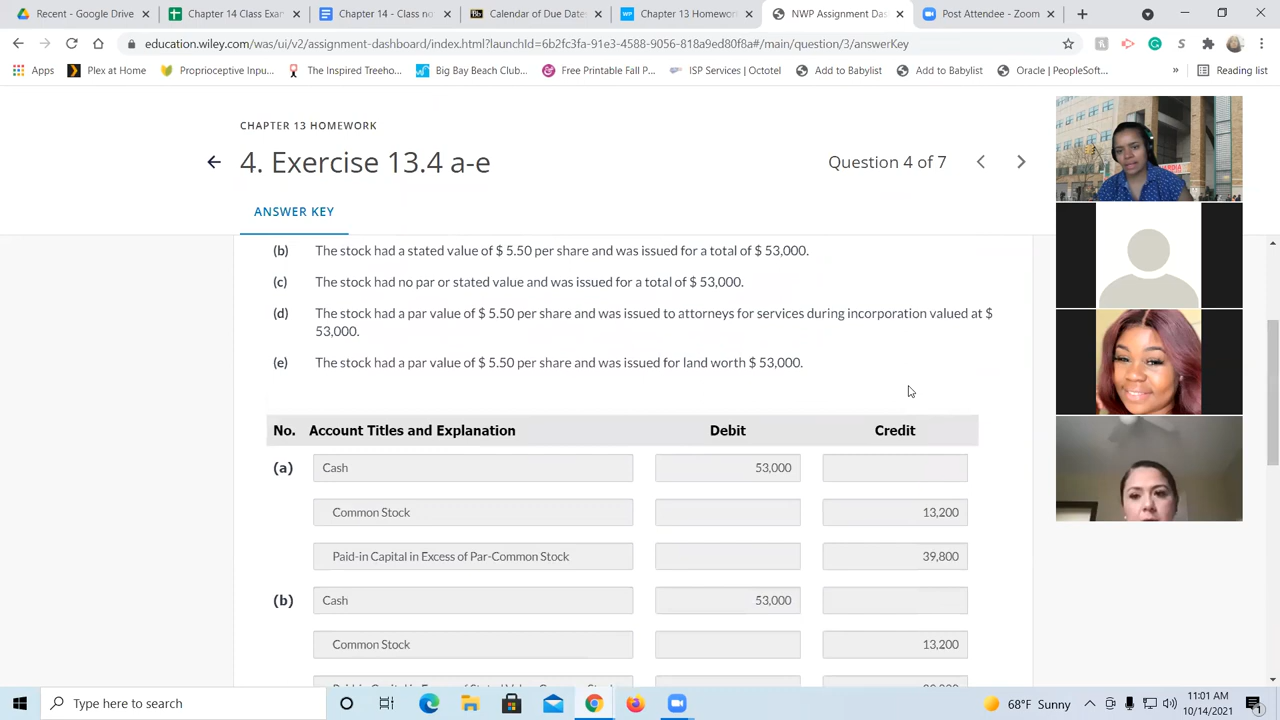 Recent - Google Drive
Chapter 13 - Class no
Chapter 14 - Class no
Calendar of Due Date
Chapter 13 Homewor
NWP Assignment Das
Post Attendee - Zoom
education.wiley.com/was/ui/v2/assignment-dashboard/index.html?authId=6b2fc3fa-91e3-4588-9056-813a9cd80f8a#/main/question/3/answerKey
Apps Plex at Home Proprioceptive Inpu... The Inspired Treeho... Big Bay Beach Club... Free Printable Fall P... ISP Services | Octotel Add to Babylist Add to Babylist Oracle | PeopleSoft... » Reading list
CHAPTER 13 HOMEWORK
4. Exercise 13.4 a-e
Question 4 of 7
ANSWER KEY
(b) The stock had a stated value of $ 5.50 per share and was issued for a total of $ 53,000.
(c) The stock had no par or stated value and was issued for a total of $ 53,000.
(d) The stock had a par value of $ 5.50 per share and was issued to attorneys for services during incorporation valued at $
53,000.
(e) The stock had a par value of $ 5.50 per share and was issued for land worth $ 53,000.
No. Account Titles and Explanation Debit Credit
(a) Cash 53,000
Common Stock 13,200
Paid-in Capital in Excess of Par-Common Stock 39,800
(b) Cash 53,000
Common Stock 13,200
Type here to search
68°F Sunny
11:01 AM
10/14/2021